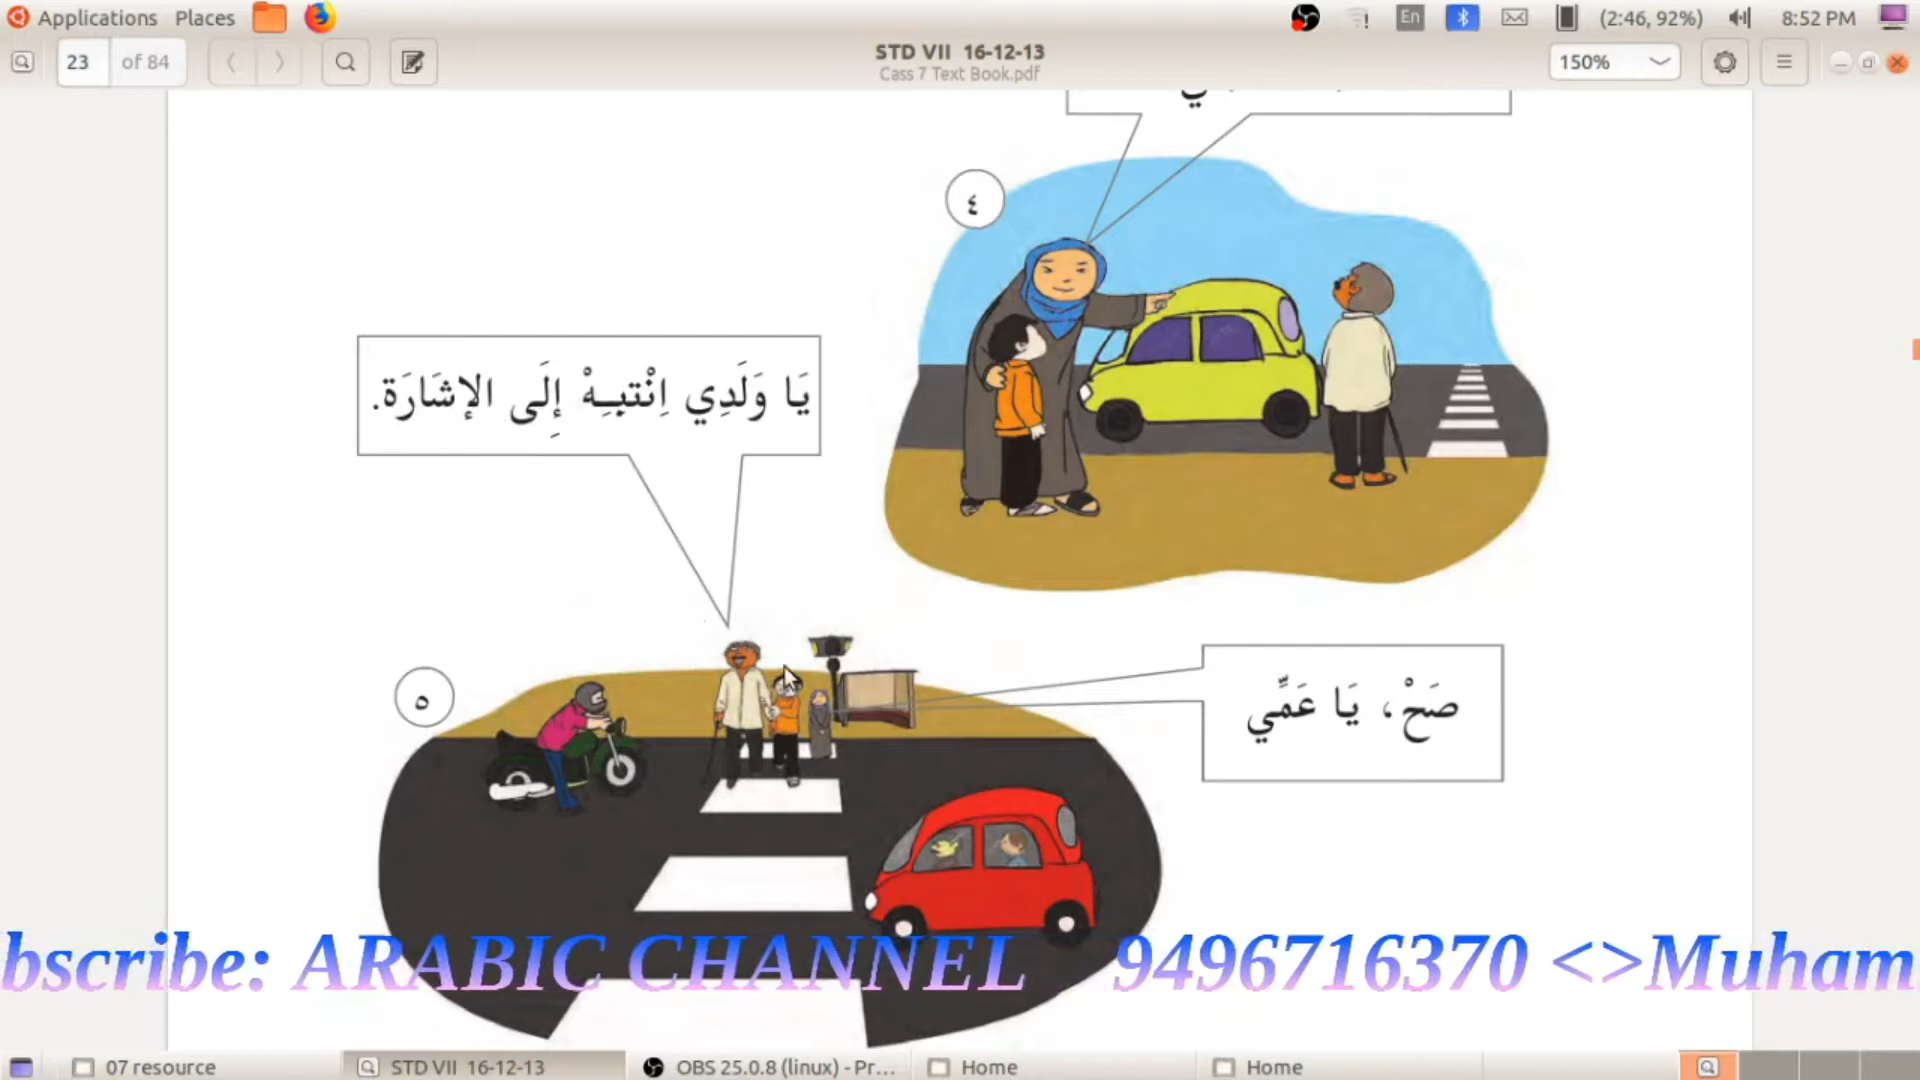 Applications Places
En
(2:46, 92%)
8:52 PM
23 of 84
STD VII 16-12-13
Cass 7 Text Book.pdf
150%
٤
يَا وَلَدِي اِنْتبِـهْ إِلَى الإشَارَة.
٥
صَحْ، يَا عَمِّي
bscribe: ARABIC CHANNEL 9496716370 <>Muham
07 resource
STD VII 16-12-13
OBS 25.0.8 (linux) - Pr...
Home
Home